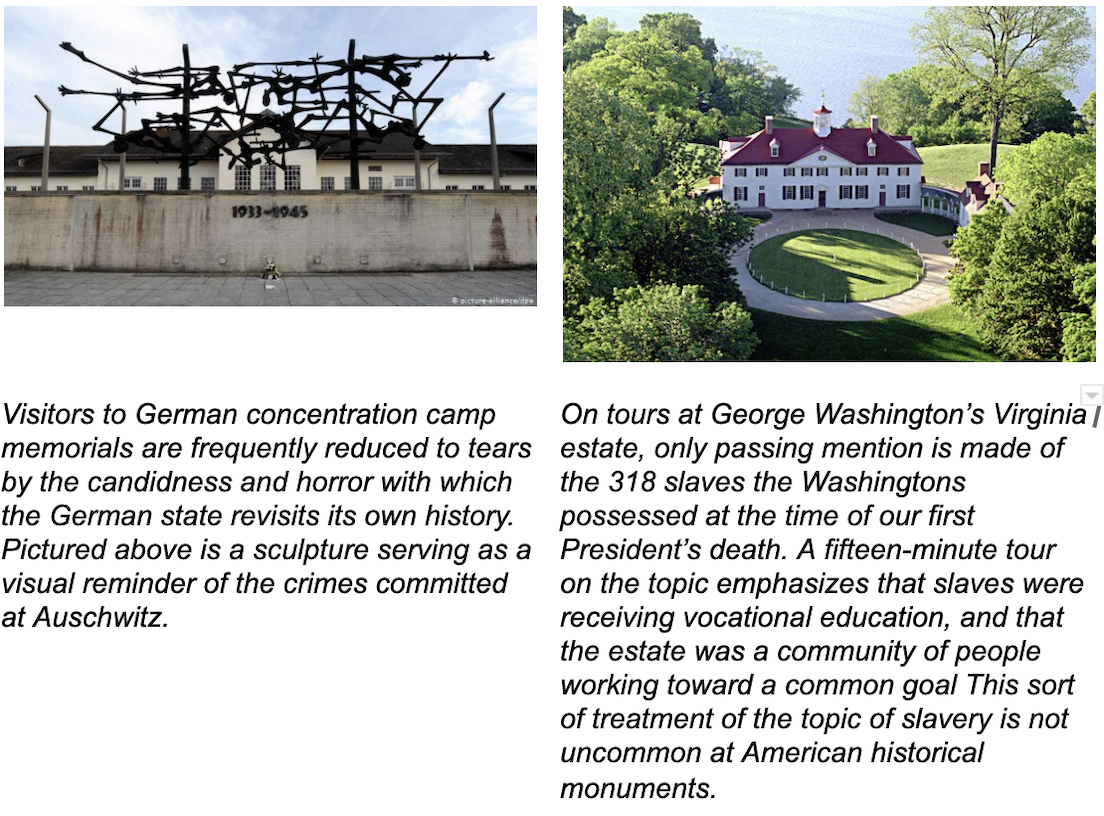 1933-1945
© picture-alliance/dpa
Visitors to German concentration camp
memorials are frequently reduced to tears
by the candidness and horror with which
the German state revisits its own history.
Pictured above is a sculpture serving as a
visual reminder of the crimes committed
at Auschwitz.
On tours at George Washington’s Virginia
estate, only passing mention is made of
the 318 slaves the Washingtons
possessed at the time of our first
President’s death. A fifteen-minute tour
on the topic emphasizes that slaves were
receiving vocational education, and that
the estate was a community of people
working toward a common goal This sort
of treatment of the topic of slavery is not
uncommon at American historical
monuments.